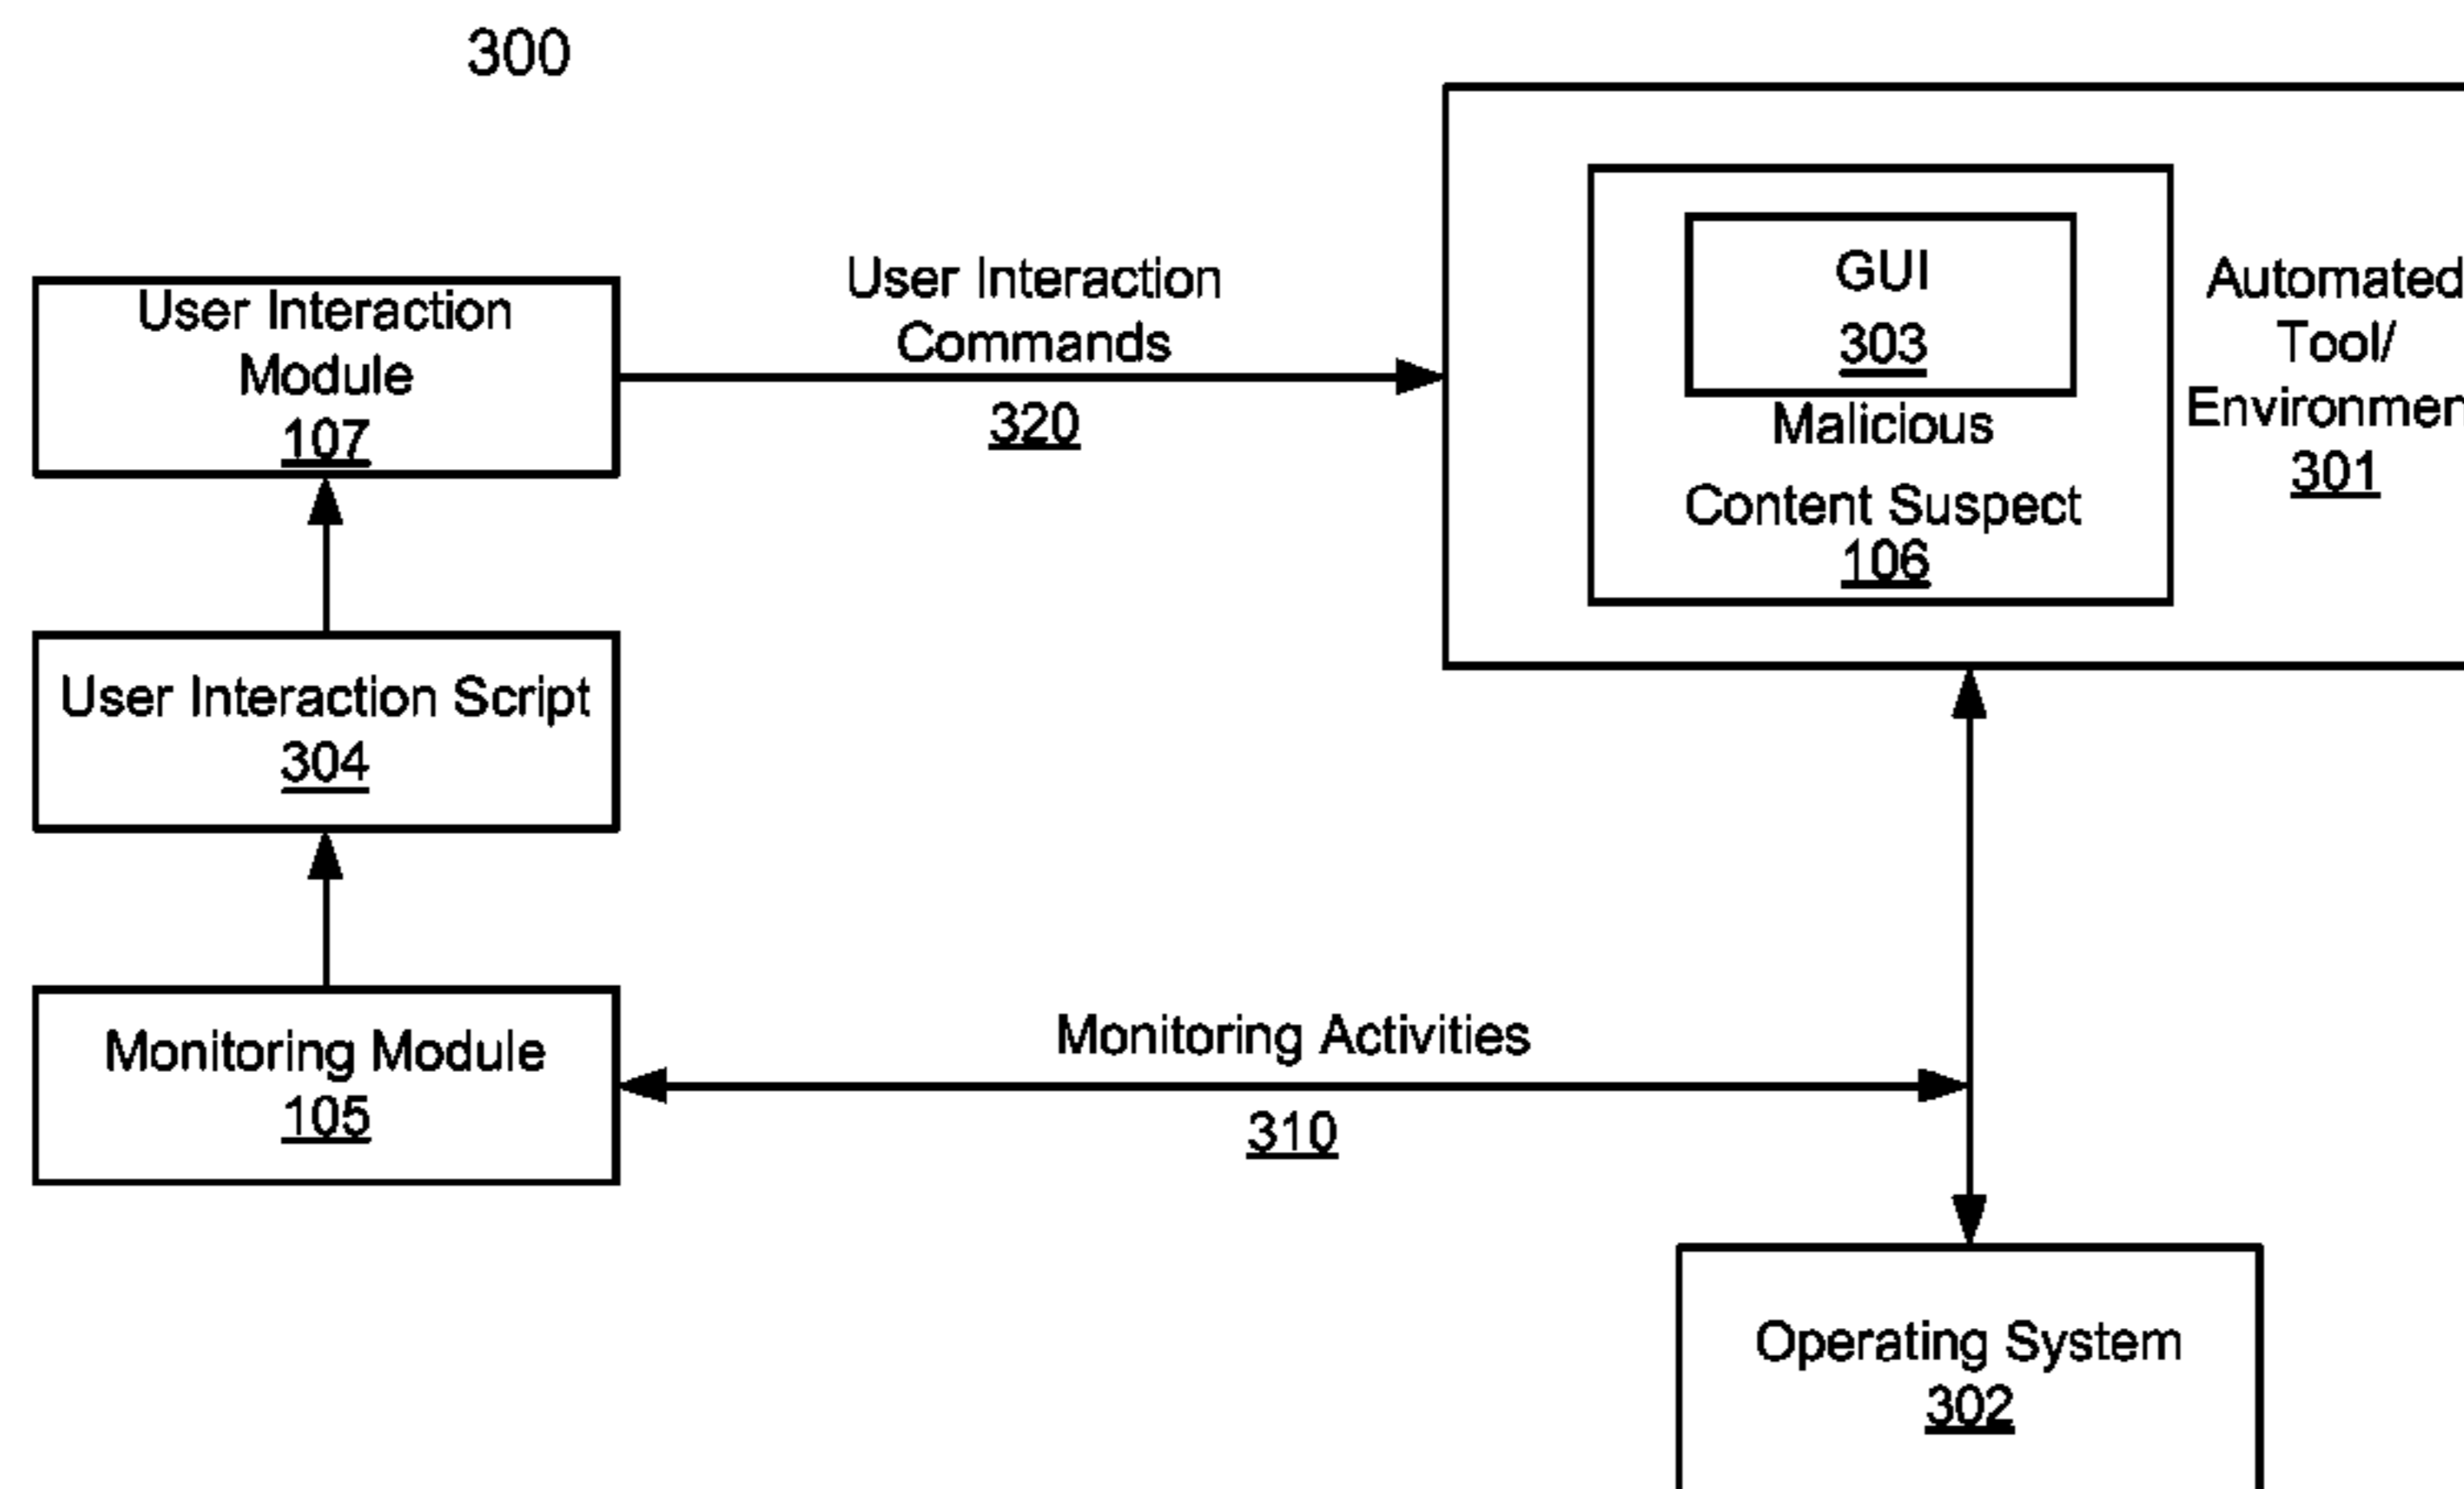 300
User Interaction
Module
107
User Interaction
Commands
320
GUI
303
Malicious
Content Suspect
106
Automated
Tool/
Environmen
301
User Interaction Script
304
Monitoring Module
105
Monitoring Activities
310
Operating System
302